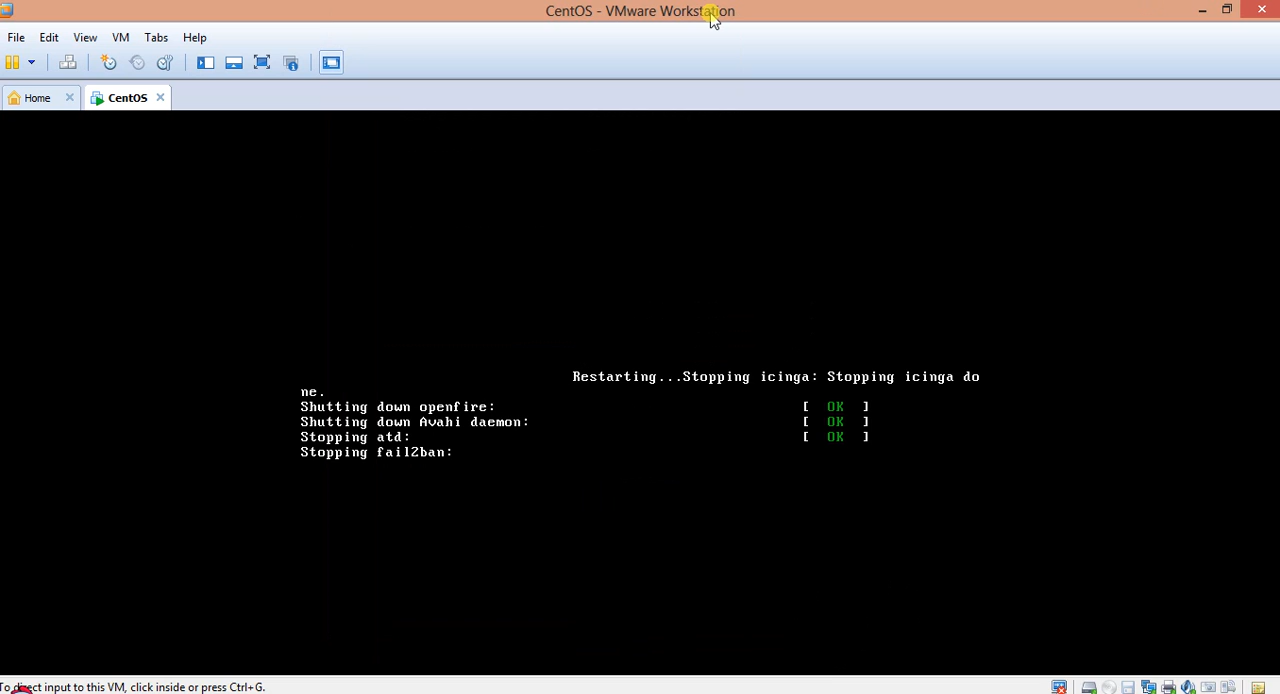 CentOS - VMware Workstation
File Edit View VM Tabs Help
Home CentOS
Restarting...Stopping icinga: Stopping icinga do
ne.
Shutting down openfire: [ OK ]
Shutting down Avahi daemon: [ OK ]
Stopping atd: [ OK ]
Stopping fail2ban:
To direct input to this VM, click inside or press Ctrl+G.